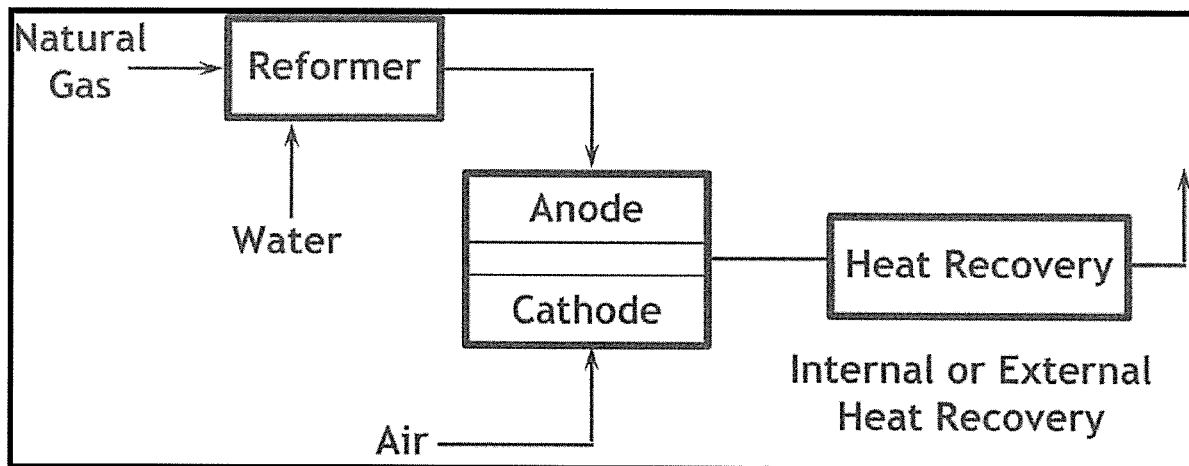 Natural
Gas
Reformer
Water
Anode
Cathode
Heat Recovery
Internal or External
Heat Recovery
Air